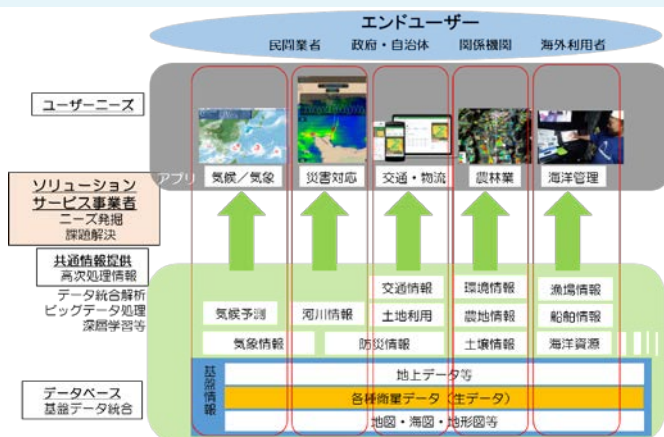 エンドユーザー
民間業者 政府・自治体 関係機関 海外利用者
ユーザーニーズ
アプリ
気候／気象 災害対応 交通・物流 農林業 海洋管理
ソリューション
サービス事業者
ニーズ発掘
課題解決
共通情報提供
高次処理情報
データ統合解析
ビッグデータ処理
深層学習等
交通情報 環境情報 漁場情報
気候予測 河川情報 土地利用 農地情報 船舶情報
気象情報 防災情報 土壌情報 海洋資源
データベース
基盤データ統合
基盤情報
地上データ等
各種衛星データ（生データ）
地図・海図・地形図等